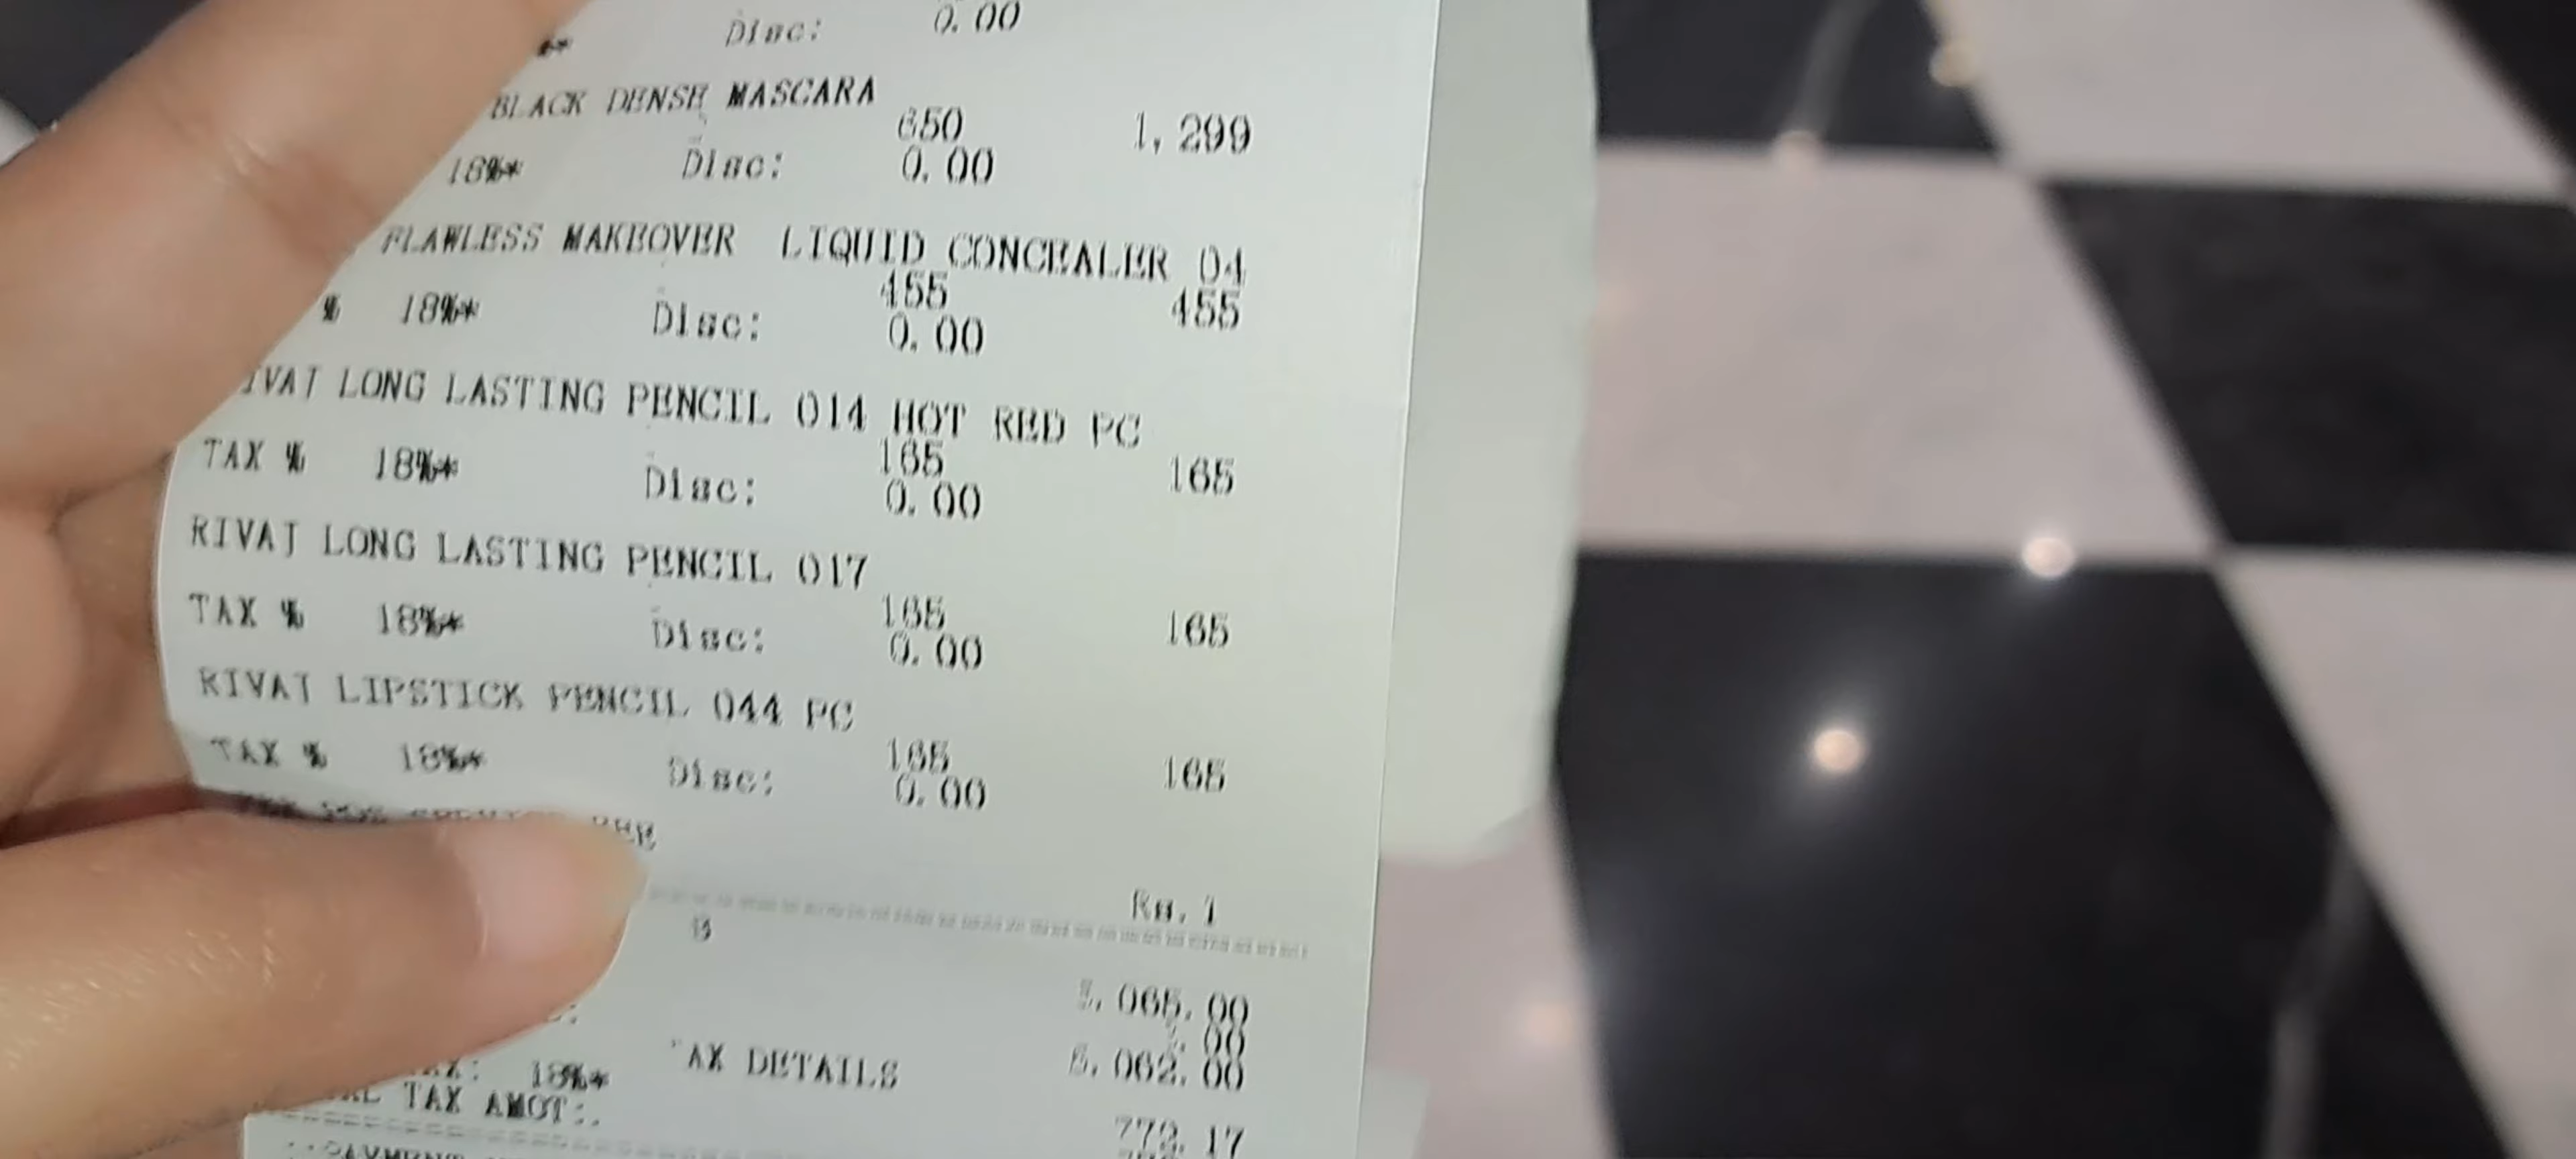 Disc: 0.00
BLACK DENSE MASCARA
650 1,299
18%* Disc: 0.00
FLAWLESS MAKEOVER LIQUID CONCEALER 04
455 455
% 18%* Disc: 0.00
IVAJ LONG LASTING PENCIL 014 HOT RED PC
165 165
TAX % 18%* Disc: 0.00
RIVAJ LONG LASTING PENCIL 017
165 165
TAX % 18%* Disc: 0.00
RIVAJ LIPSTICK PENCIL 044 PC
165 165
TAX % 18%* Disc: 0.00
Rs. 1
5,065.00
AX DETAILS 5,062.00
18%*
TAX AMOT:
772.17